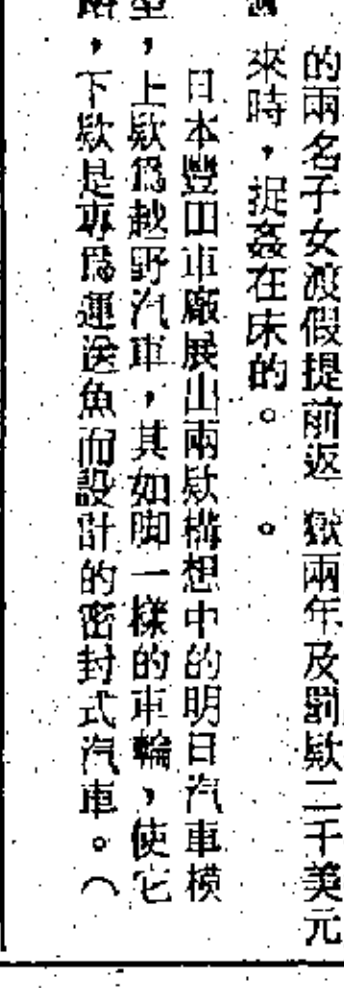 的兩名子女渡假提前返　獄兩年及罰款二千美元
來時，捉姦在床的。　。
日本豐田車廠展出兩款構想中的明日汽車模
型，上款爲越野汽車，其如脚一樣的車輪，使它
，下款是專爲運送魚而設計的密封式汽車。（